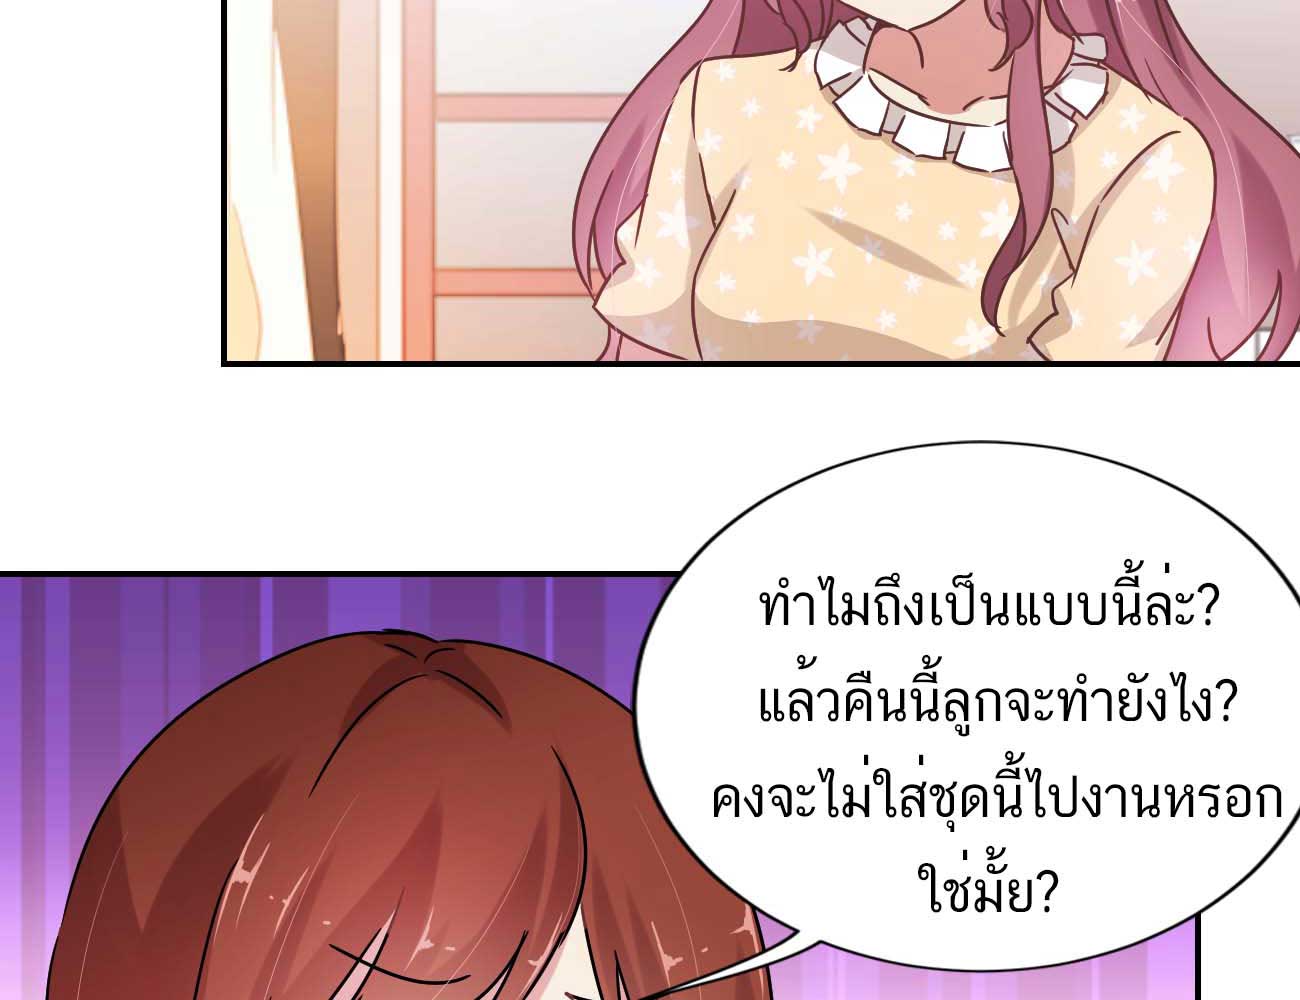 ทำไมถึงเป็นแบบนี้ล่ะ?
แล้วคืนนี้ลูกจะทำยังไง?
คงจะไม่ใส่ชุดนี้ไปงานหรอก
ใช่มั้ย?